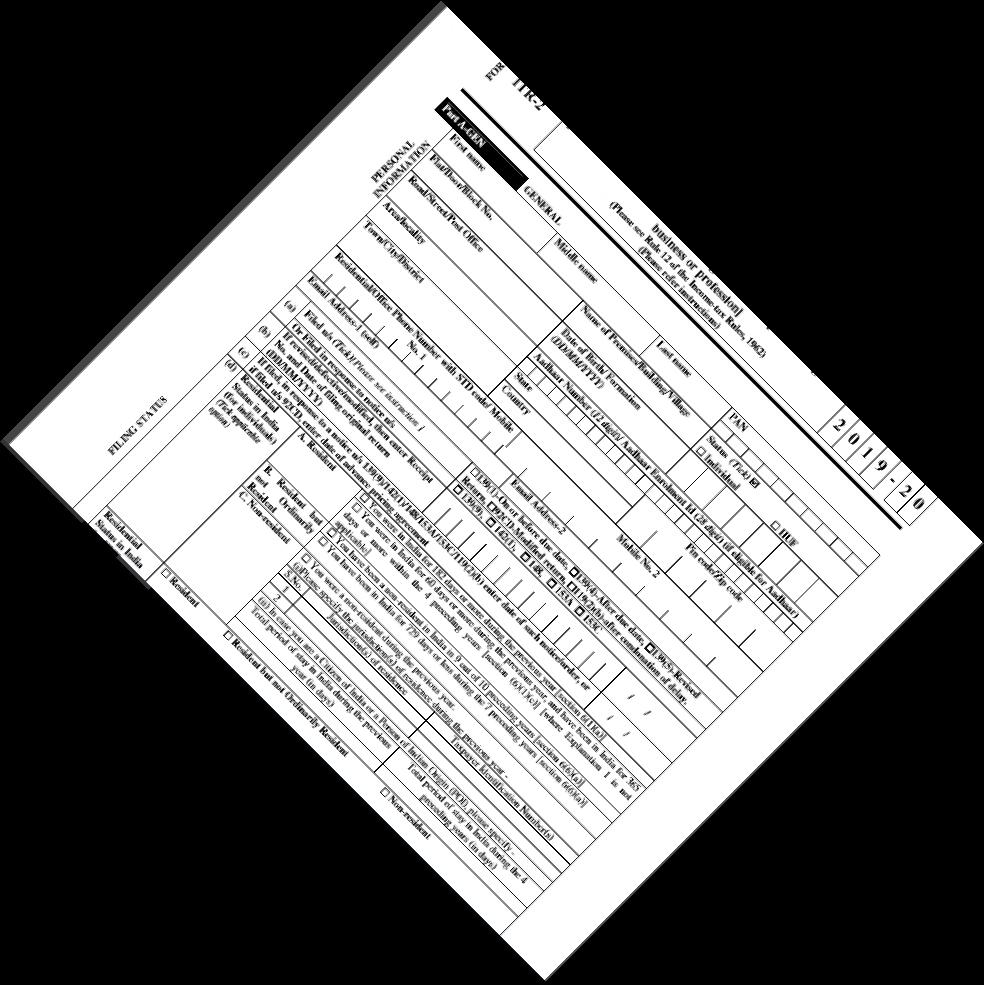 FOR
ITR-2
business or profession]
(Please see Rule 12 of the Income-tax Rules, 1962)
(Please refer instructions)
2019-20
Part A-GEN GENERAL
PERSONAL INFORMATION
First name Middle name Last name PAN
Flat/Door/Block No. Name of Premises/Building/Village Status (Tick) ☑
☐ Individual ☐ HUF
Road/Street/Post Office Date of Birth/ Formation
(DD/MM/YYYY)
Area/locality Aadhaar Number (12 digit)/ Aadhaar Enrolment Id (28 digit) (if eligible for Aadhaar)
Town/City/District State Pin code/Zip code
Country
Residential/Office Phone Number with STD code/ Mobile No. 1 Mobile No. 2
Email Address-1 (self) Email Address-2
FILING STATUS
(a) Filed u/s (Tick)[Please see instruction]
☐139(1)-On or before due date, ☐139(4)-After due date, ☐139(5)-Revised
Return, ☐92CD-Modified return, ☐119(2)(b)-after condonation of delay.
Or Filed in response to notice u/s
☐139(9), ☐142(1), ☐148, ☐153A ☐153C
(b) If revised/defective/modified, then enter Receipt
No. and Date of filing original return
(DD/MM/YYYY)
/ /
(c) If filed, in response to a notice u/s 139(9)/142(1)/148/153A/153C/119(2)(b) enter date of such notice/order, or
if filed u/s 92CD enter date of advance pricing agreement
/ /
(d) Residential
Status in India
(for individuals)
(Tick applicable
option)
A. Resident
☐ You were in India for 182 days or more during the previous year [section 6(1)(a)]
☐ You were in India for 60 days or more during the previous year, and have been in India for 365
days or more within the 4 preceding years [section (6)(1)(c)] [where Explanation 1 is not
applicable]
B. Resident but
not Ordinarily
Resident
☐ You have been a non-resident in India in 9 out of 10 preceding years [section 6(6)(a)]
☐ You have been in India for 729 days or less during the 7 preceding years [section 6(6)(a)]
C. Non-resident
☐ You were a non-resident during the previous year.
(i)Please specify the jurisdiction(s) of residence during the previous year -
S.No. Jurisdiction(s) of residence Taxpayer Identification Number(s)
1
2
(ii) In case you are a Citizen of India or a Person of Indian Origin (POI), please specify -
Total period of stay in India during the previous
year (in days)
Total period of stay in India during the 4
preceding years (in days)
Residential
Status in India
☐ Resident ☐ Resident but not Ordinarily Resident ☐ Non-resident